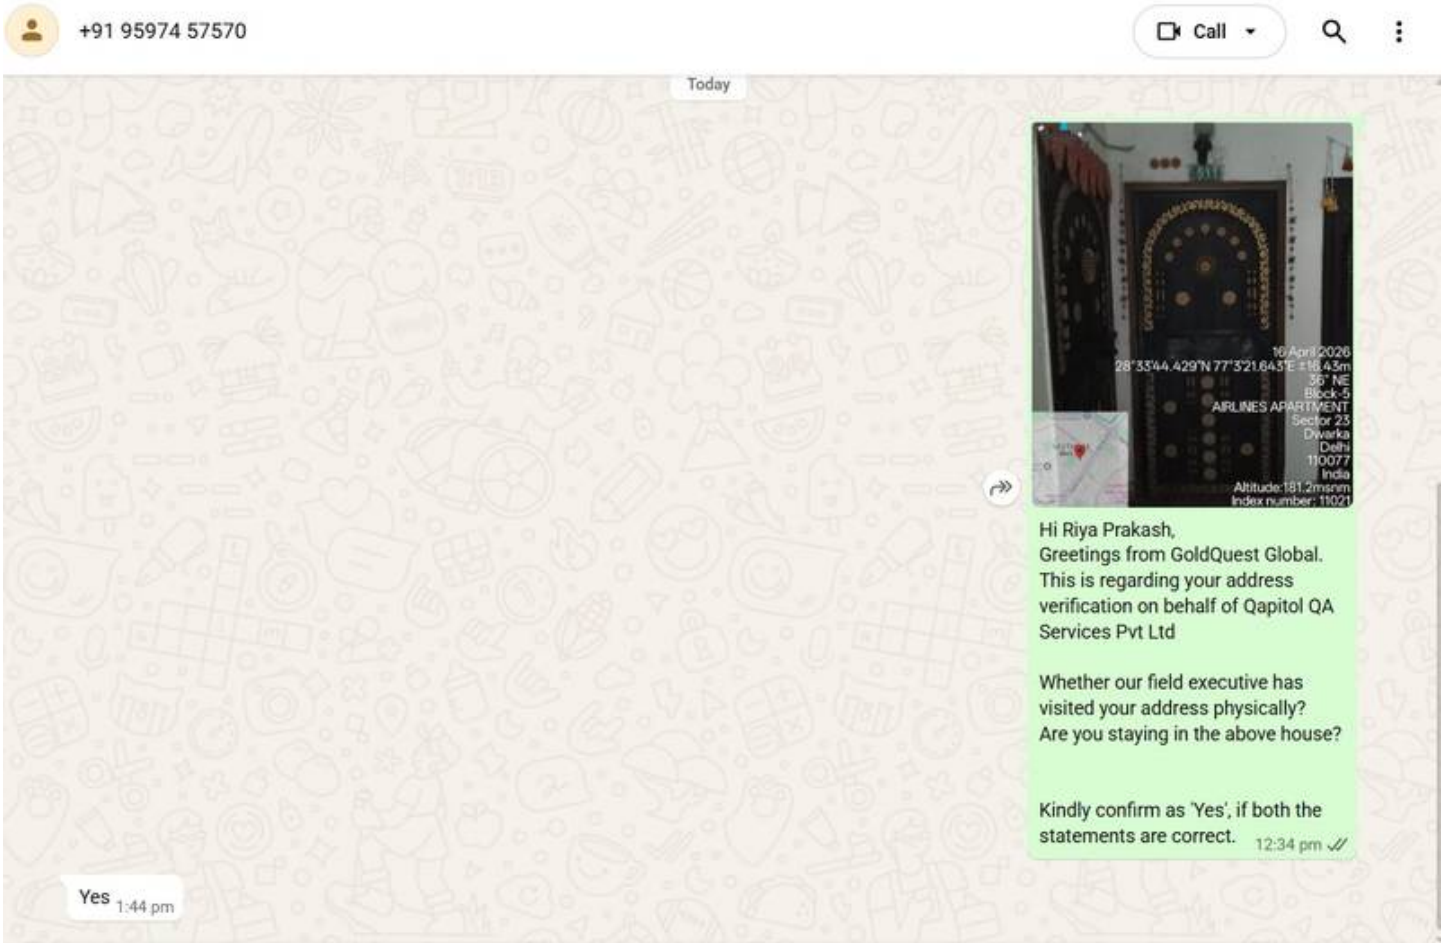 +91 95974 57570
Call
Today
16 April 2026
28°33'44.429"N 77°3'21.643"E ±16.43m
36° NE
Block-5
AIRLINES APARTMENT
Sector 23
Dwarka
Delhi
110077
India
Altitude:181.2msnm
Index number: 11021
Hi Riya Prakash,
Greetings from GoldQuest Global.
This is regarding your address
verification on behalf of Qapitol QA
Services Pvt Ltd
Whether our field executive has
visited your address physically?
Are you staying in the above house?
Kindly confirm as 'Yes', if both the
statements are correct.
12:34 pm
Yes
1:44 pm